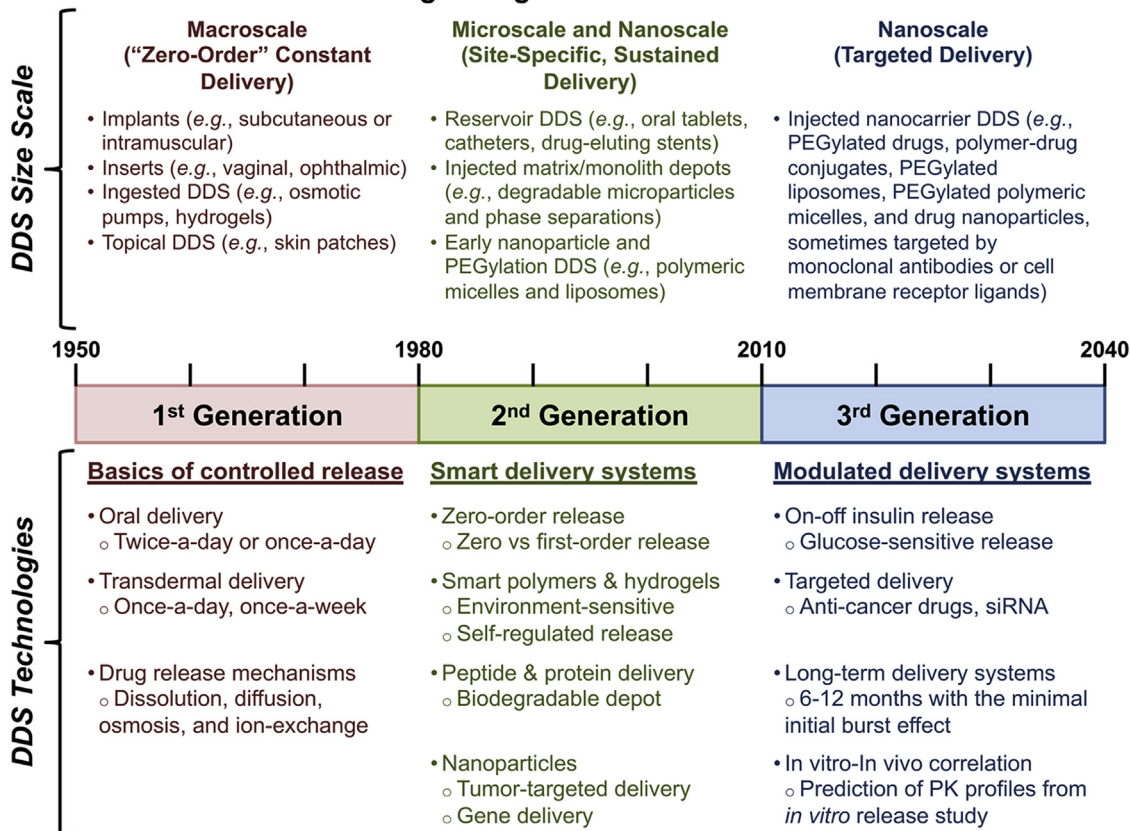 DDS Size Scale
Macroscale
(“Zero-Order” Constant
Delivery)
• Implants (e.g., subcutaneous or
intramuscular)
• Inserts (e.g., vaginal, ophthalmic)
• Ingested DDS (e.g., osmotic
pumps, hydrogels)
• Topical DDS (e.g., skin patches)
Microscale and Nanoscale
(Site-Specific, Sustained
Delivery)
• Reservoir DDS (e.g., oral tablets,
catheters, drug-eluting stents)
• Injected matrix/monolith depots
(e.g., degradable microparticles
and phase separations)
• Early nanoparticle and
PEGylation DDS (e.g., polymeric
micelles and liposomes)
Nanoscale
(Targeted Delivery)
• Injected nanocarrier DDS (e.g.,
PEGylated drugs, polymer-drug
conjugates, PEGylated
liposomes, PEGylated polymeric
micelles, and drug nanoparticles,
sometimes targeted by
monoclonal antibodies or cell
membrane receptor ligands)
1950 1980 2010 2040
1st Generation 2nd Generation 3rd Generation
DDS Technologies
Basics of controlled release
• Oral delivery
○ Twice-a-day or once-a-day
• Transdermal delivery
○ Once-a-day, once-a-week
• Drug release mechanisms
○ Dissolution, diffusion,
osmosis, and ion-exchange
Smart delivery systems
• Zero-order release
○ Zero vs first-order release
• Smart polymers & hydrogels
○ Environment-sensitive
○ Self-regulated release
• Peptide & protein delivery
○ Biodegradable depot
• Nanoparticles
○ Tumor-targeted delivery
○ Gene delivery
Modulated delivery systems
• On-off insulin release
○ Glucose-sensitive release
• Targeted delivery
○ Anti-cancer drugs, siRNA
• Long-term delivery systems
○ 6-12 months with the minimal
initial burst effect
• In vitro-In vivo correlation
○ Prediction of PK profiles from
in vitro release study